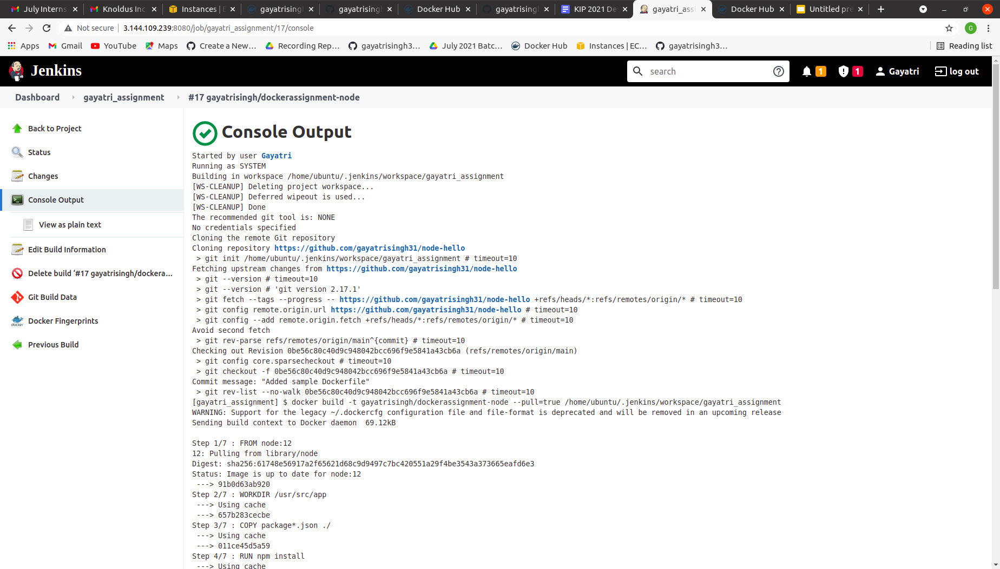 July Interns
Knoldus Inc
Instances | E
gayatrising
gayatrising
Docker Hub
gayatrising
KIP 2021 De
gayatri_assi
Docker Hub
Untitled pre
Not secure
3.144.109.239:8080/job/gayatri_assignment/17/console
G
Apps
Gmail
YouTube
Maps
Create a New…
Recording Rep…
gayatrisingh3…
July 2021 Batc…
Docker Hub
Instances | EC…
gayatrisingh3…
Reading list
Jenkins
search
1
1
Gayatri
log out
Dashboard
gayatri_assignment
#17 gayatrisingh/dockerassignment-node
Back to Project
Status
Changes
Console Output
View as plain text
Edit Build Information
Delete build ‘#17 gayatrisingh/dockera…
Git Build Data
docker
Docker Fingerprints
Previous Build
Console Output
Started by user Gayatri
Running as SYSTEM
Building in workspace /home/ubuntu/.jenkins/workspace/gayatri_assignment
[WS-CLEANUP] Deleting project workspace...
[WS-CLEANUP] Deferred wipeout is used...
[WS-CLEANUP] Done
The recommended git tool is: NONE
No credentials specified
Cloning the remote Git repository
Cloning repository https://github.com/gayatrisingh31/node-hello
 > git init /home/ubuntu/.jenkins/workspace/gayatri_assignment # timeout=10
Fetching upstream changes from https://github.com/gayatrisingh31/node-hello
 > git --version # timeout=10
 > git --version # 'git version 2.17.1'
 > git fetch --tags --progress -- https://github.com/gayatrisingh31/node-hello +refs/heads/*:refs/remotes/origin/* # timeout=10
 > git config remote.origin.url https://github.com/gayatrisingh31/node-hello # timeout=10
 > git config --add remote.origin.fetch +refs/heads/*:refs/remotes/origin/* # timeout=10
Avoid second fetch
 > git rev-parse refs/remotes/origin/main^{commit} # timeout=10
Checking out Revision 0be56c80c40d9c948042bcc696f9e5841a43cb6a (refs/remotes/origin/main)
 > git config core.sparsecheckout # timeout=10
 > git checkout -f 0be56c80c40d9c948042bcc696f9e5841a43cb6a # timeout=10
Commit message: "Added sample Dockerfile"
 > git rev-list --no-walk 0be56c80c40d9c948042bcc696f9e5841a43cb6a # timeout=10
[gayatri_assignment] $ docker build -t gayatrisingh/dockerassignment-node --pull=true /home/ubuntu/.jenkins/workspace/gayatri_assignment
WARNING: Support for the legacy ~/.dockercfg configuration file and file-format is deprecated and will be removed in an upcoming release
Sending build context to Docker daemon  69.12kB
Step 1/7 : FROM node:12
12: Pulling from library/node
Digest: sha256:61748e56917a2f65621d68c9d9497c7bc420551a29f4be3543a373665eafd6e3
Status: Image is up to date for node:12
 ---> 91b0d63ab920
Step 2/7 : WORKDIR /usr/src/app
 ---> Using cache
 ---> 657b283cecbe
Step 3/7 : COPY package*.json ./
 ---> Using cache
 ---> 011ce45d5a59
Step 4/7 : RUN npm install
 ---> Using cache